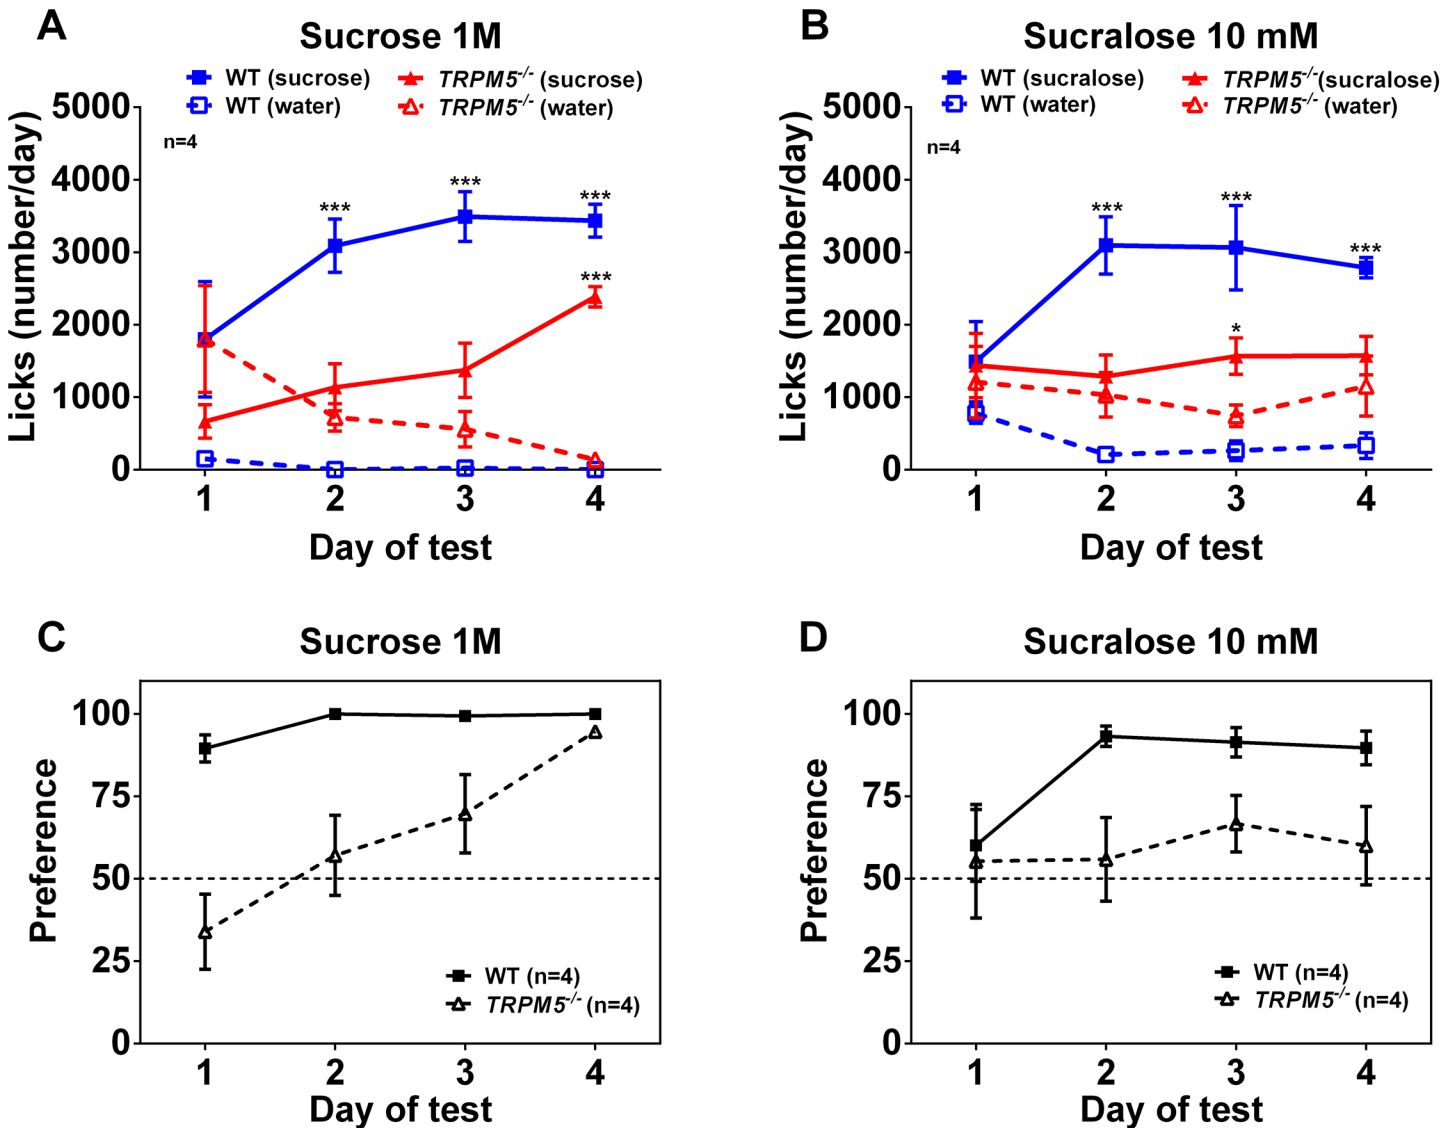 A
Sucrose 1M
WT (sucrose)
TRPM5-/- (sucrose)
WT (water)
TRPM5-/- (water)
n=4
Licks (number/day)
5000
4000
3000
2000
1000
0
***
***
***
***
1 2 3 4
Day of test
B
Sucralose 10 mM
WT (sucralose)
TRPM5-/-(sucralose)
WT (water)
TRPM5-/- (water)
n=4
Licks (number/day)
5000
4000
3000
2000
1000
0
***
***
***
*
1 2 3 4
Day of test
C
Sucrose 1M
Preference
100
75
50
25
0
WT (n=4)
TRPM5-/- (n=4)
1 2 3 4
Day of test
D
Sucralose 10 mM
Preference
100
75
50
25
0
WT (n=4)
TRPM5-/- (n=4)
1 2 3 4
Day of test